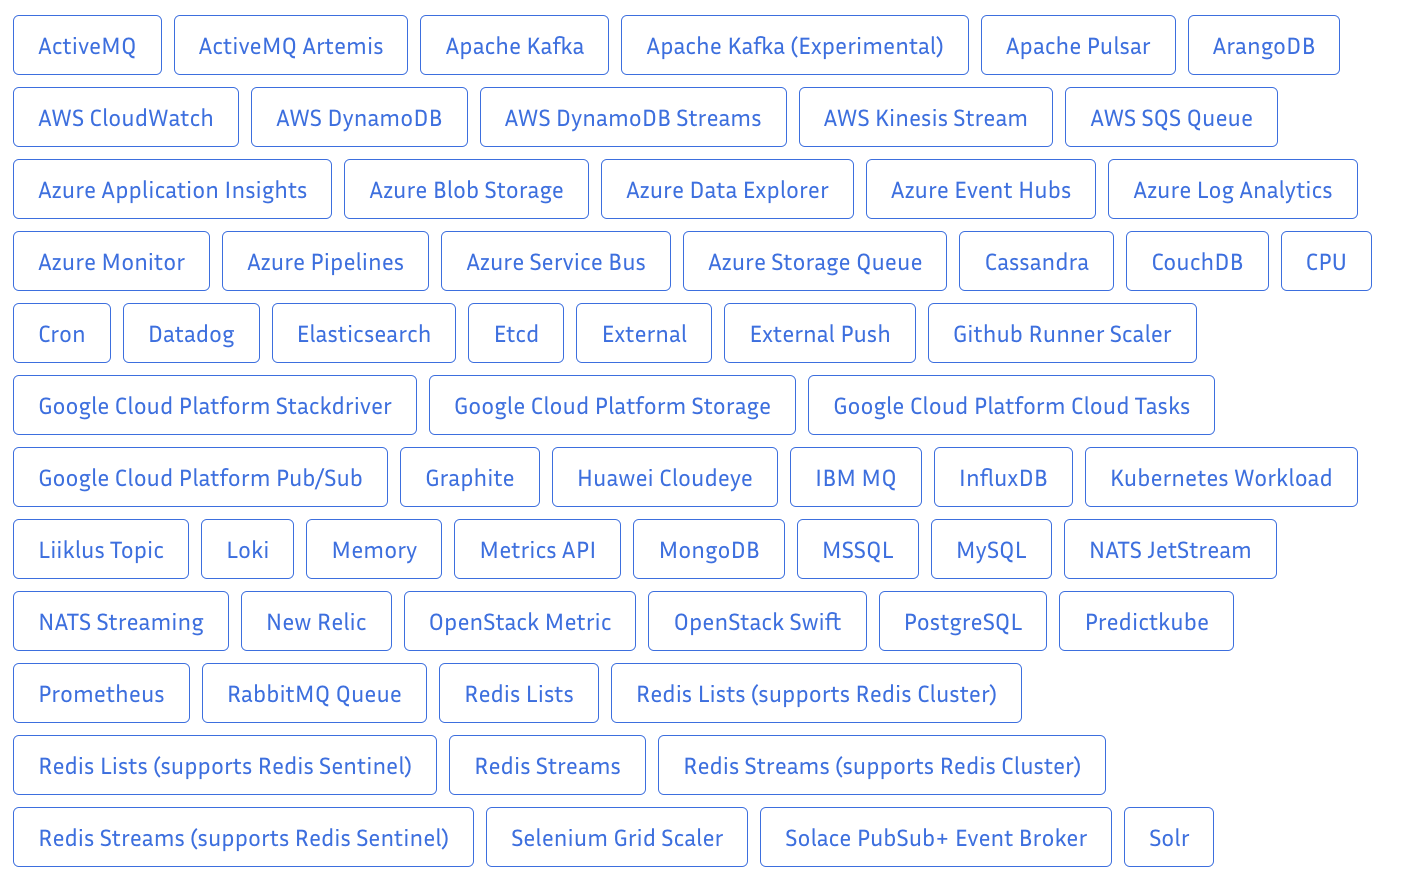 ActiveMQ ActiveMQ Artemis Apache Kafka Apache Kafka (Experimental) Apache Pulsar ArangoDB
AWS CloudWatch AWS DynamoDB AWS DynamoDB Streams AWS Kinesis Stream AWS SQS Queue
Azure Application Insights Azure Blob Storage Azure Data Explorer Azure Event Hubs Azure Log Analytics
Azure Monitor Azure Pipelines Azure Service Bus Azure Storage Queue Cassandra CouchDB CPU
Cron Datadog Elasticsearch Etcd External External Push Github Runner Scaler
Google Cloud Platform Stackdriver Google Cloud Platform Storage Google Cloud Platform Cloud Tasks
Google Cloud Platform Pub/Sub Graphite Huawei Cloudeye IBM MQ InfluxDB Kubernetes Workload
Liiklus Topic Loki Memory Metrics API MongoDB MSSQL MySQL NATS JetStream
NATS Streaming New Relic OpenStack Metric OpenStack Swift PostgreSQL Predictkube
Prometheus RabbitMQ Queue Redis Lists Redis Lists (supports Redis Cluster)
Redis Lists (supports Redis Sentinel) Redis Streams Redis Streams (supports Redis Cluster)
Redis Streams (supports Redis Sentinel) Selenium Grid Scaler Solace PubSub+ Event Broker Solr